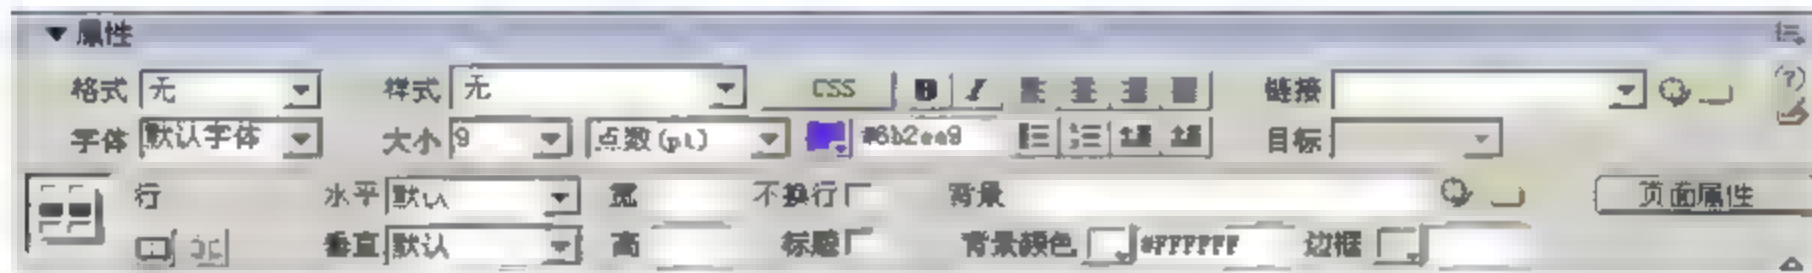 属性
格式 无 样式 无 CSS B I 链接
字体 默认字体 大小 9 点数(pt) #6b2ee9 目标
行 水平 默认 宽 不换行 背景 页面属性
垂直 默认 高 标题 背景颜色 #FFFFFF 边框